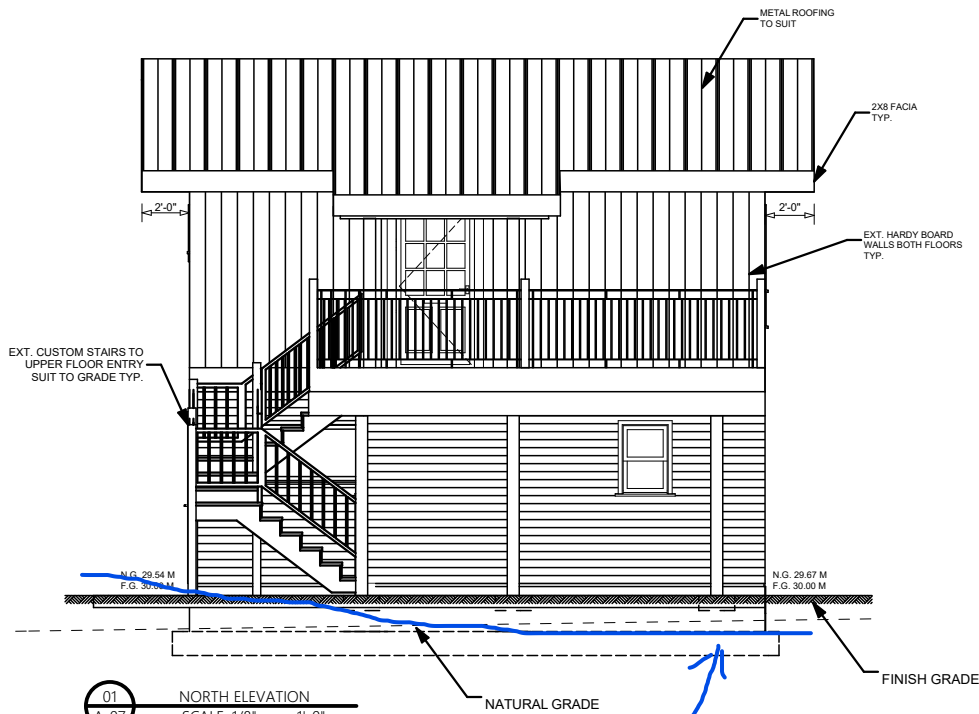 METAL ROOFING
TO SUIT
2X8 FACIA
TYP.
2'-0"
2'-0"
EXT. HARDY BOARD
WALLS BOTH FLOORS
TYP.
EXT. CUSTOM STAIRS TO
UPPER FLOOR ENTRY
SUIT TO GRADE TYP.
N.G. 29.54 M
F.G. 30.00 M
N.G. 29.67 M
F.G. 30.00 M
FINISH GRADE
NATURAL GRADE
01
NORTH ELEVATION